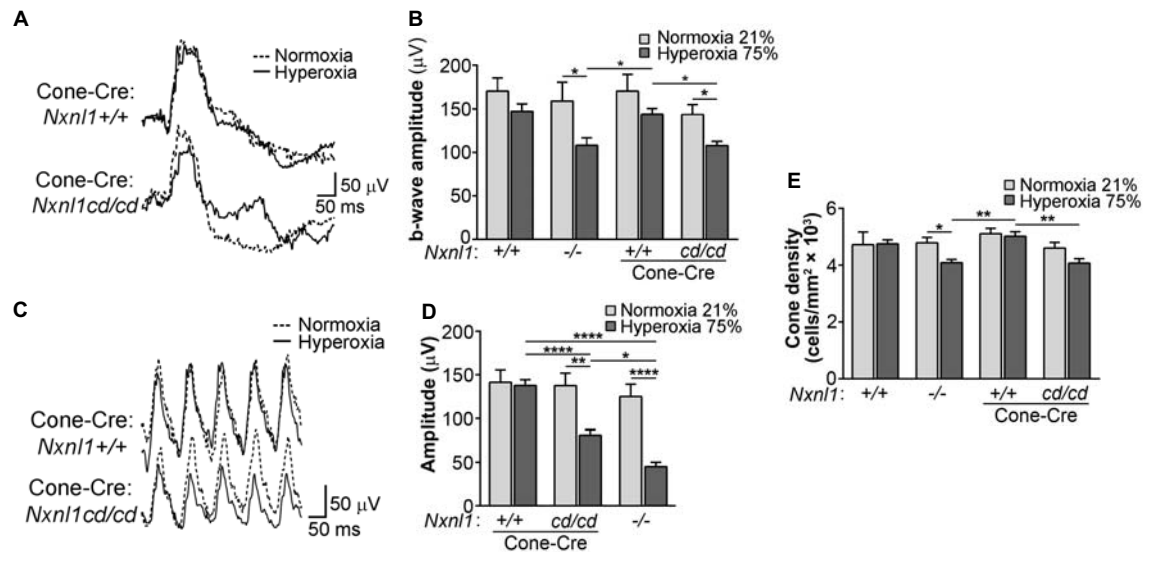 A
Normoxia
Hyperoxia
Cone-Cre:
Nxnl1+/+
Cone-Cre:
Nxnl1cd/cd
50 μV
50 ms
B
Normoxia 21%
Hyperoxia 75%
b-wave amplitude (μV)
200
150
100
50
0
* * * *
Nxnl1: +/+ -/- +/+ cd/cd
Cone-Cre
C
Normoxia
Hyperoxia
Cone-Cre:
Nxnl1+/+
Cone-Cre:
Nxnl1cd/cd
50 μV
50 ms
D
Normoxia 21%
Hyperoxia 75%
Amplitude (μV)
200
150
100
50
0
****
**** *
** ****
Nxnl1: +/+ cd/cd -/-
Cone-Cre
E
Normoxia 21%
Hyperoxia 75%
Cone density
(cells/mm² × 10³)
6
4
2
0
* ** **
Nxnl1: +/+ -/- +/+ cd/cd
Cone-Cre